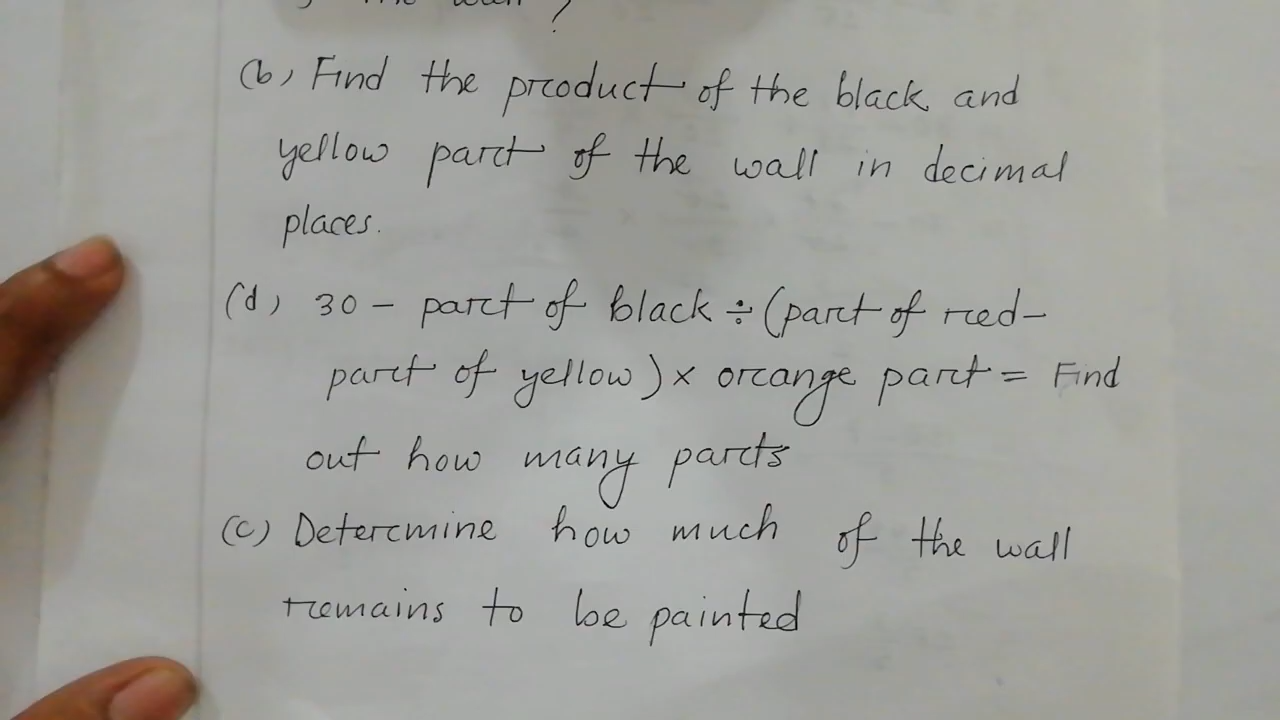 the wall?
(b) Find the product of the black and
yellow part of the wall in decimal
places.
(d) 30 - part of black ÷ (part of red -
part of yellow) × orange part = Find
out how many parts
(c) Determine how much of the wall
remains to be painted